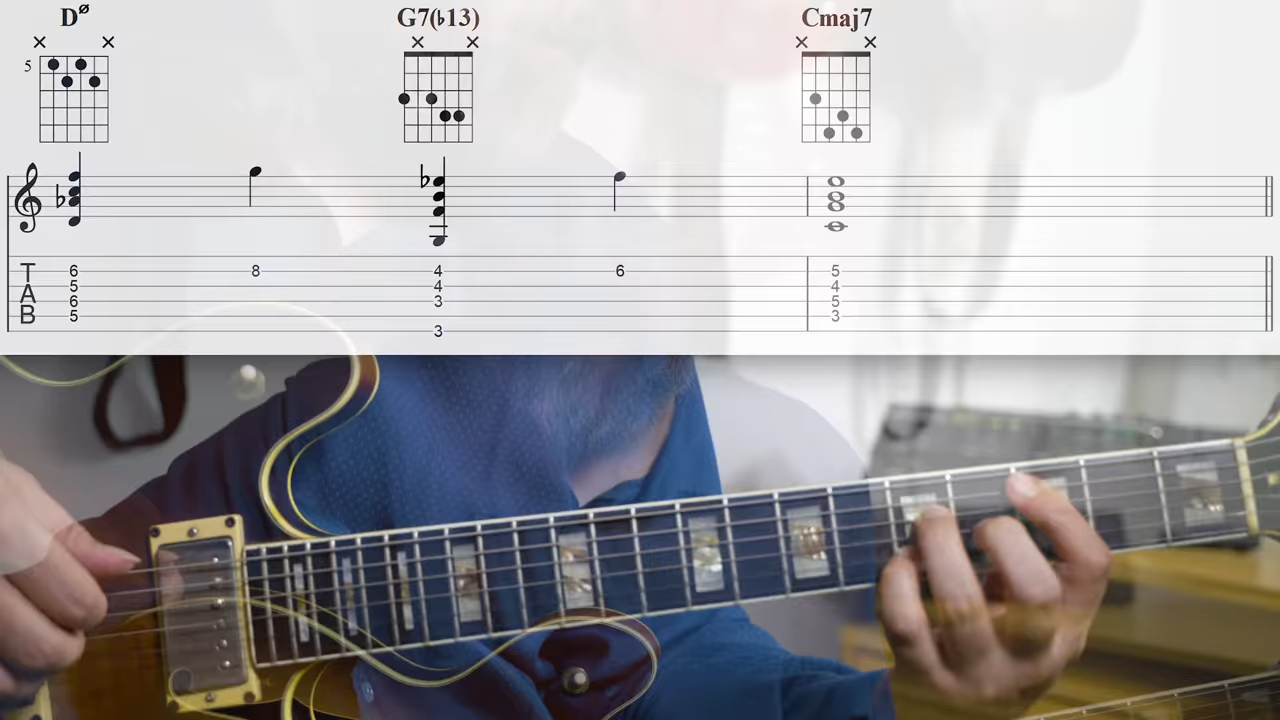 Dø G7(♭13) Cmaj7
× × × × × ×
5
T 6 8 4 6 5
5 4 4
A 6 3 5
B 5 3
3